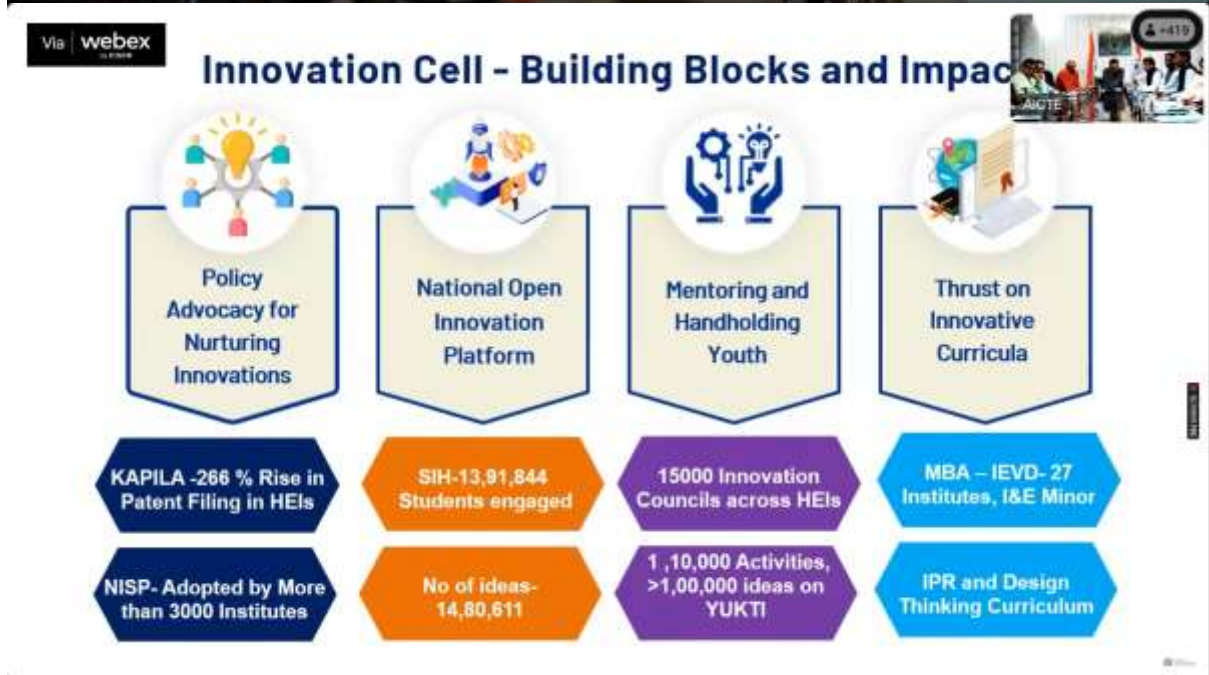 Via webex
+419
AICTE
Innovation Cell - Building Blocks and Impac
Policy
Advocacy for
Nurturing
Innovations
National Open
Innovation
Platform
Mentoring and
Handholding
Youth
Thrust on
Innovative
Curricula
KAPILA -266 % Rise in
Patent Filing in HEIs
SIH-13,91,844
Students engaged
15000 Innovation
Councils across HEIs
MBA – IEVD- 27
Institutes, I&E Minor
NISP- Adopted by More
than 3000 Institutes
No of ideas-
14,80,611
1 ,10,000 Activities,
>1,00,000 ideas on
YUKTI
IPR and Design
Thinking Curriculum